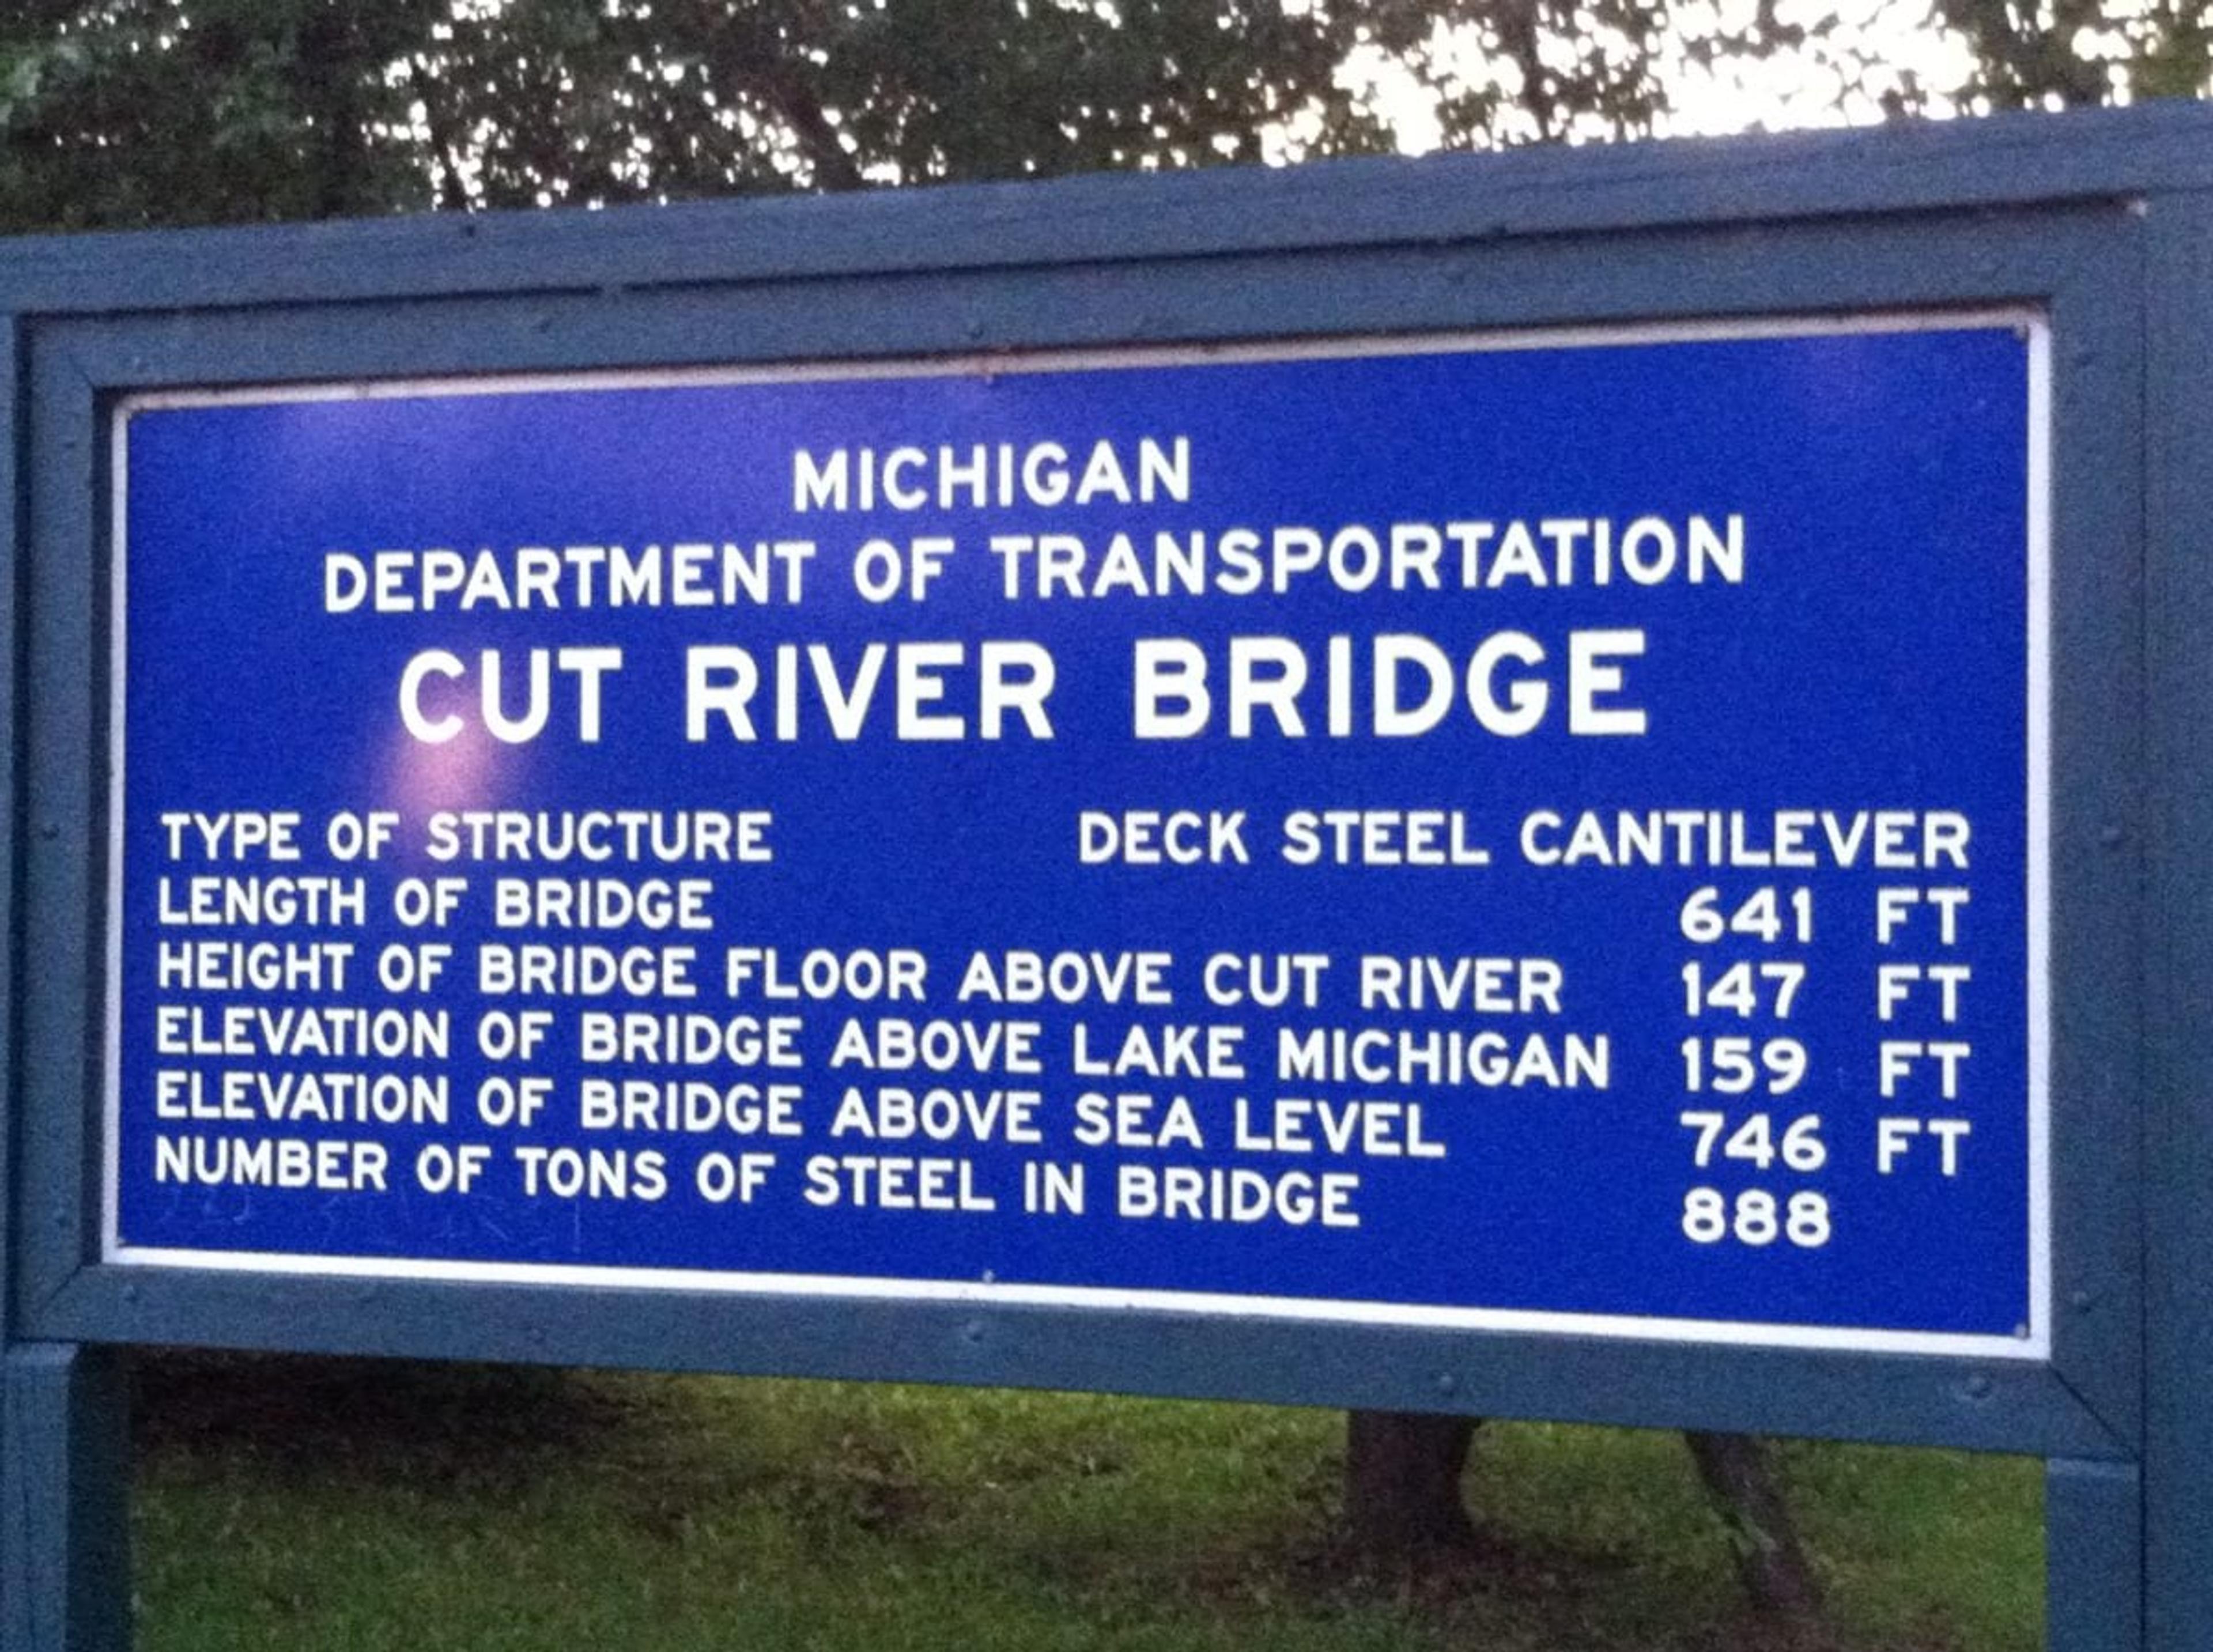 MICHIGAN
DEPARTMENT OF TRANSPORTATION
CUT RIVER BRIDGE
TYPE OF STRUCTURE DECK STEEL CANTILEVER
LENGTH OF BRIDGE 641 FT
HEIGHT OF BRIDGE FLOOR ABOVE CUT RIVER 147 FT
ELEVATION OF BRIDGE ABOVE LAKE MICHIGAN 159 FT
ELEVATION OF BRIDGE ABOVE SEA LEVEL 746 FT
NUMBER OF TONS OF STEEL IN BRIDGE 888